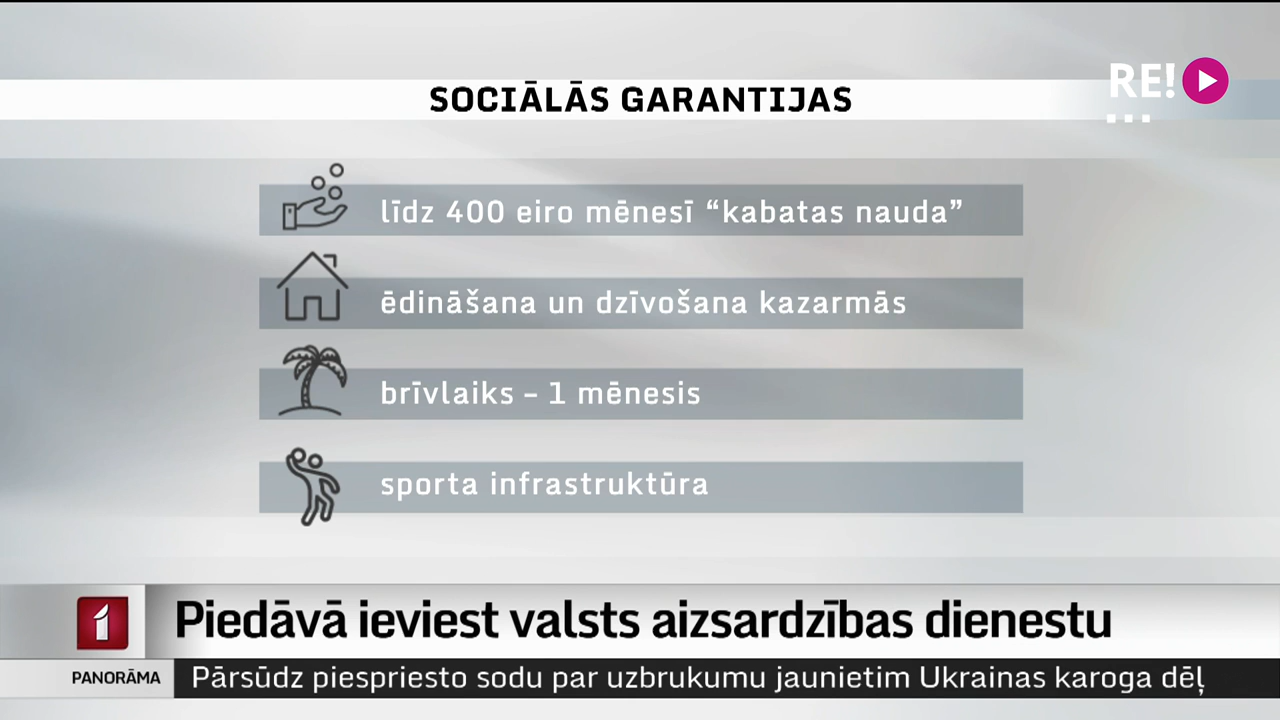 RE!
SOCIĀLĀS GARANTIJAS
līdz 400 eiro mēnesī “kabatas nauda”
ēdināšana un dzīvošana kazarmās
brīvlaiks – 1 mēnesis
sporta infrastruktūra
1 Piedāvā ieviest valsts aizsardzības dienestu
PANORĀMA Pārsūdz piespriesto sodu par uzbrukumu jaunietim Ukrainas karoga dēļ